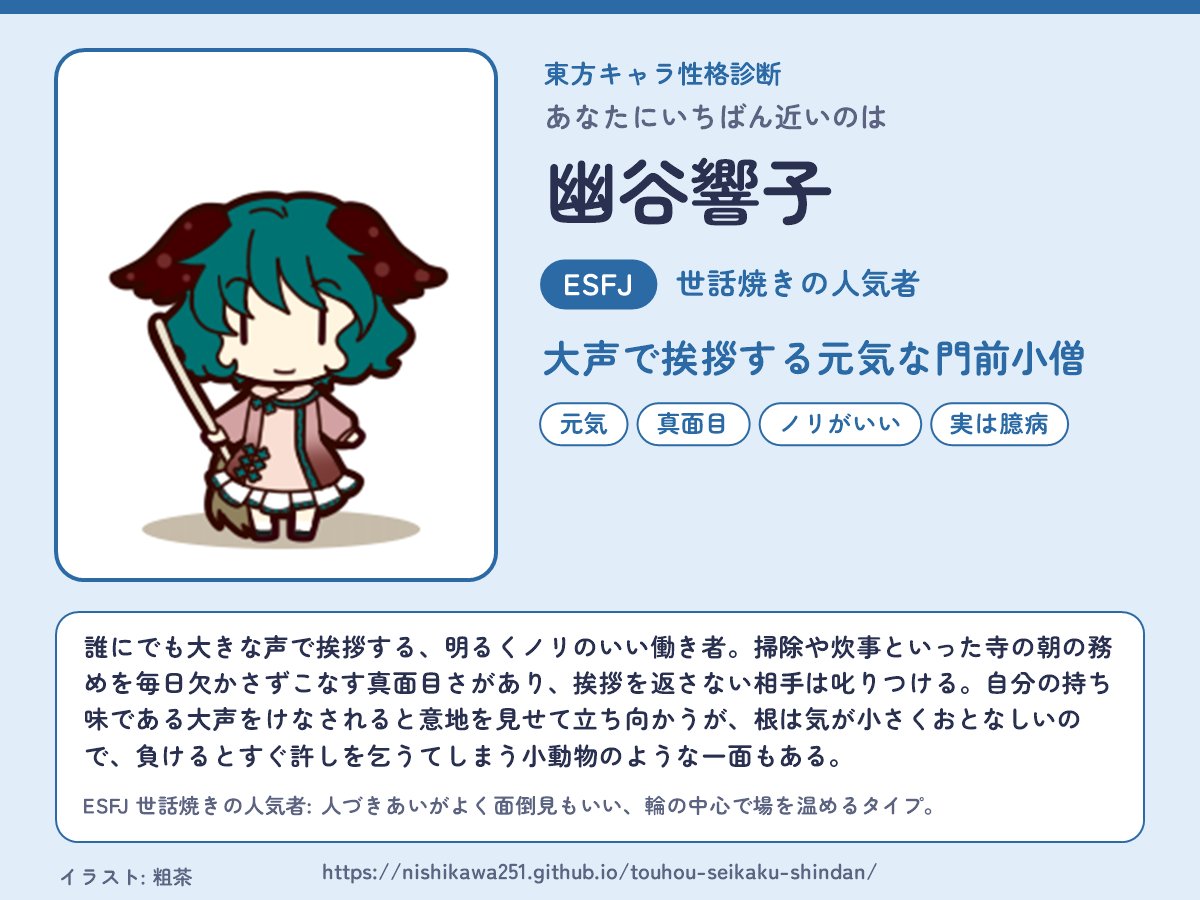 東方キャラ性格診断
あなたにいちばん近いのは
幽谷響子
ESFJ 世話焼きの人気者
大声で挨拶する元気な門前小僧
元気 真面目 ノリがいい 実は臆病
誰にでも大きな声で挨拶する、明るくノリのいい働き者。掃除や炊事といった寺の朝の務
めを毎日欠かさずこなす真面目さがあり、挨拶を返さない相手は叱りつける。自分の持ち
味である大声をけなされると意地を見せて立ち向かうが、根は気が小さくおとなしいの
で、負けるとすぐ許しを乞うてしまう小動物のような一面もある。
ESFJ 世話焼きの人気者: 人づきあいがよく面倒見もいい、輪の中心で場を温めるタイプ。
イラスト: 粗茶
https://nishikawa251.github.io/touhou-seikaku-shindan/